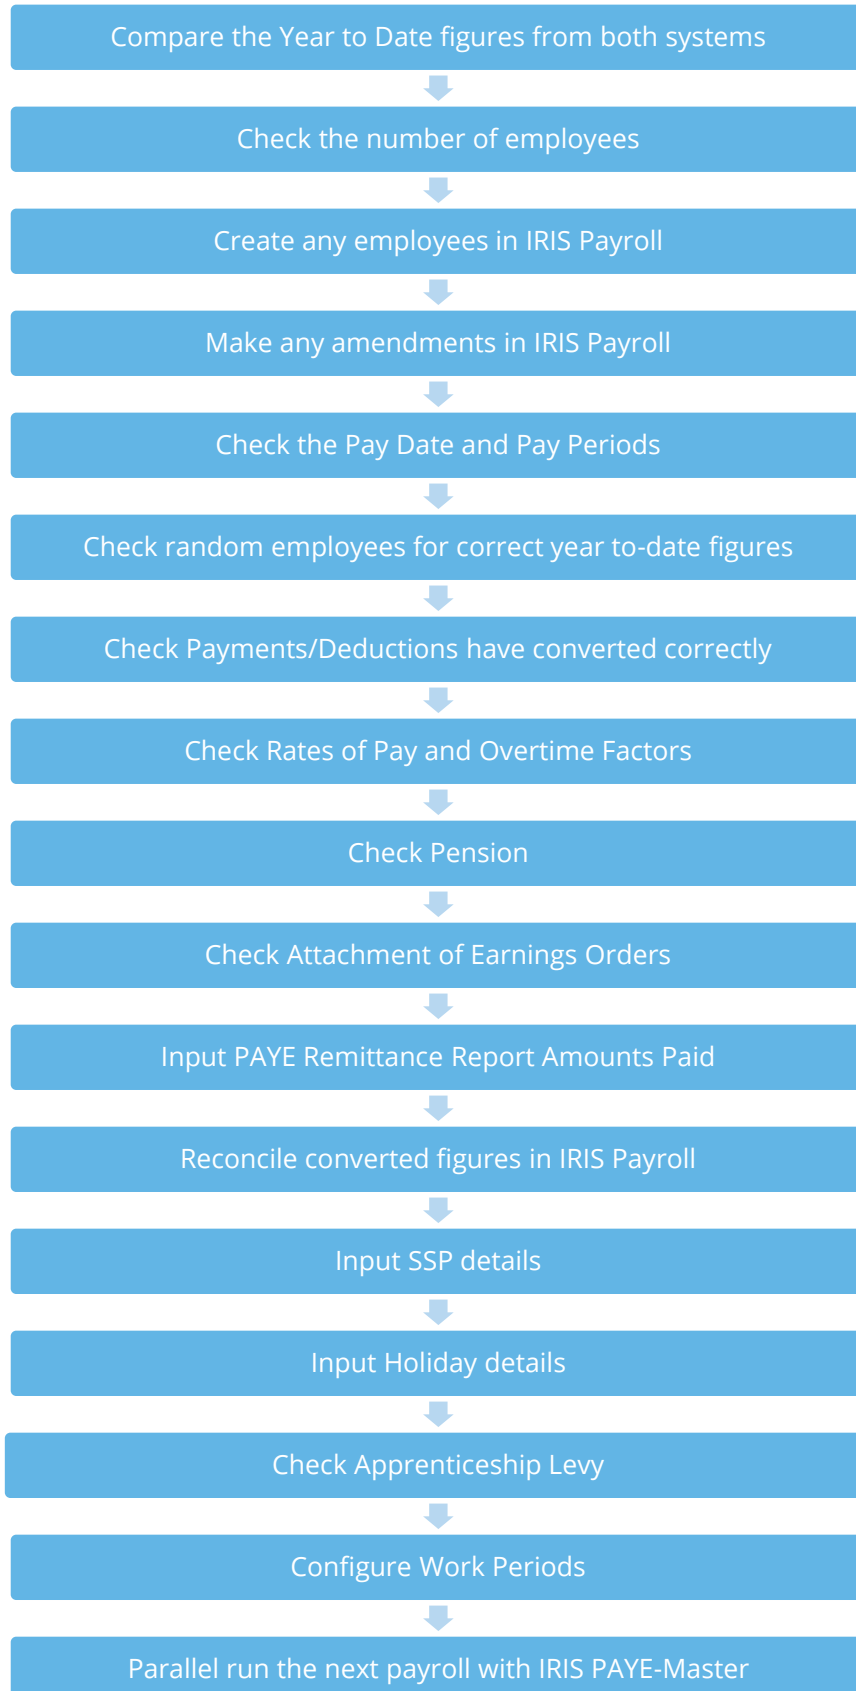 Compare the Year to Date figures from both systems
Check the number of employees
Create any employees in IRIS Payroll
Make any amendments in IRIS Payroll
Check the Pay Date and Pay Periods
Check random employees for correct year to-date figures
Check Payments/Deductions have converted correctly
Check Rates of Pay and Overtime Factors
Check Pension
Check Attachment of Earnings Orders
Input PAYE Remittance Report Amounts Paid
Reconcile converted figures in IRIS Payroll
Input SSP details
Input Holiday details
Check Apprenticeship Levy
Configure Work Periods
Parallel run the next payroll with IRIS PAYE-Master